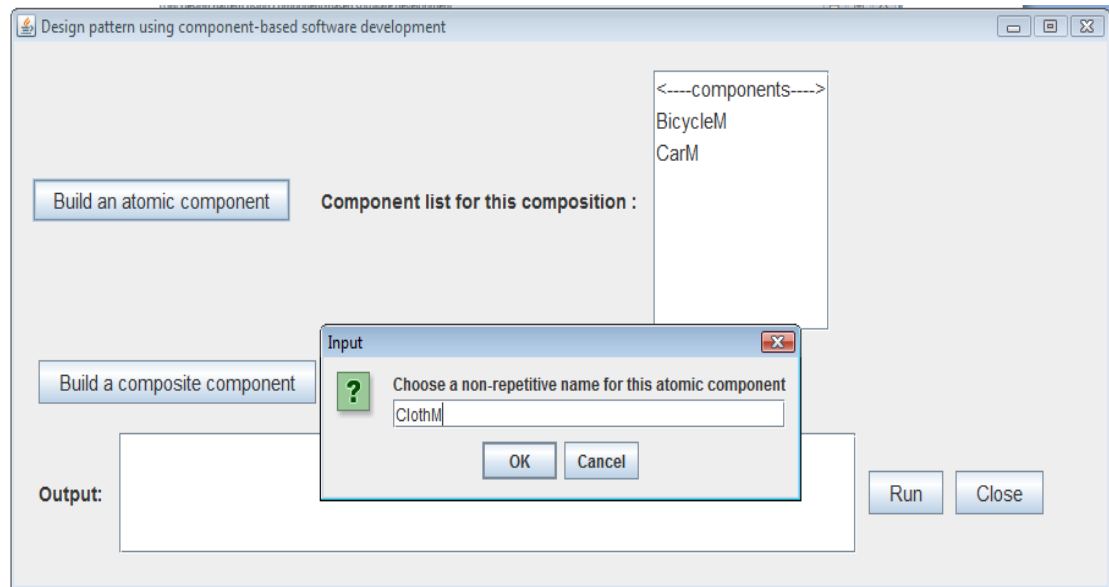 Design pattern using component-based software development
<----components---->
BicycleM
CarM
Build an atomic component
Component list for this composition :
Input
Build a composite component
?
Choose a non-repetitive name for this atomic component
ClothM
OK
Cancel
Output:
Run
Close